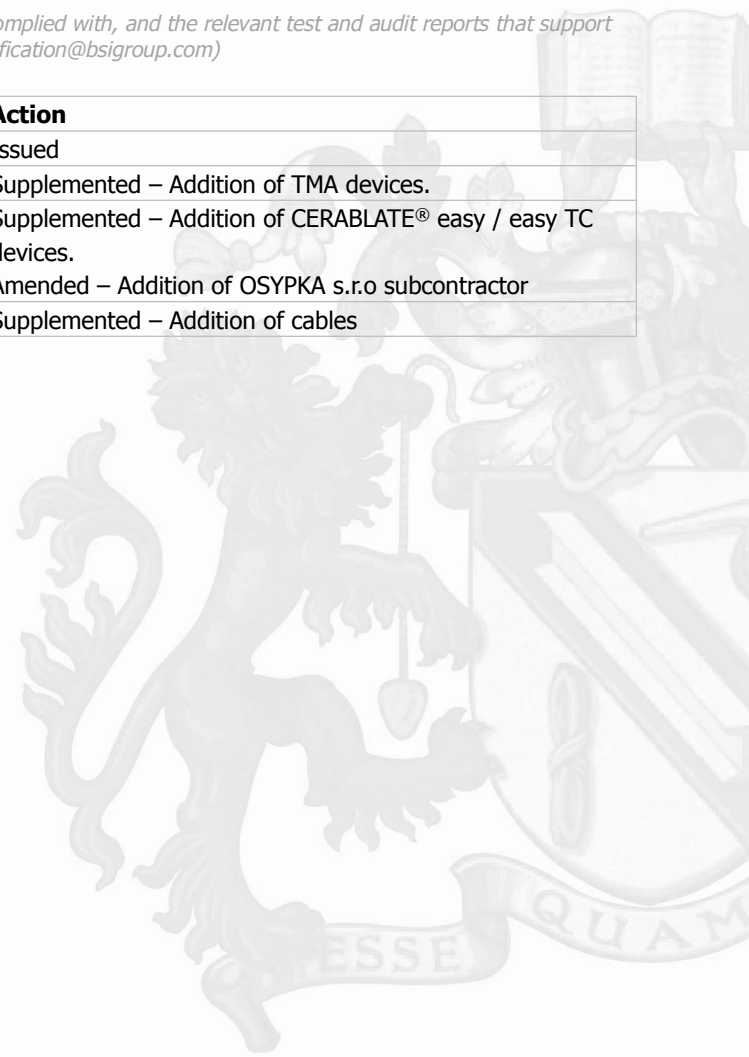 omplied with, and the relevant test and audit reports that support
fication@bsigroup.com)
Action
ssued
Supplemented – Addition of TMA devices.
Supplemented – Addition of CERABLATE® easy / easy TC
devices.
Amended – Addition of OSYPKA s.r.o subcontractor
Supplemented – Addition of cables
ESSE
QUAM